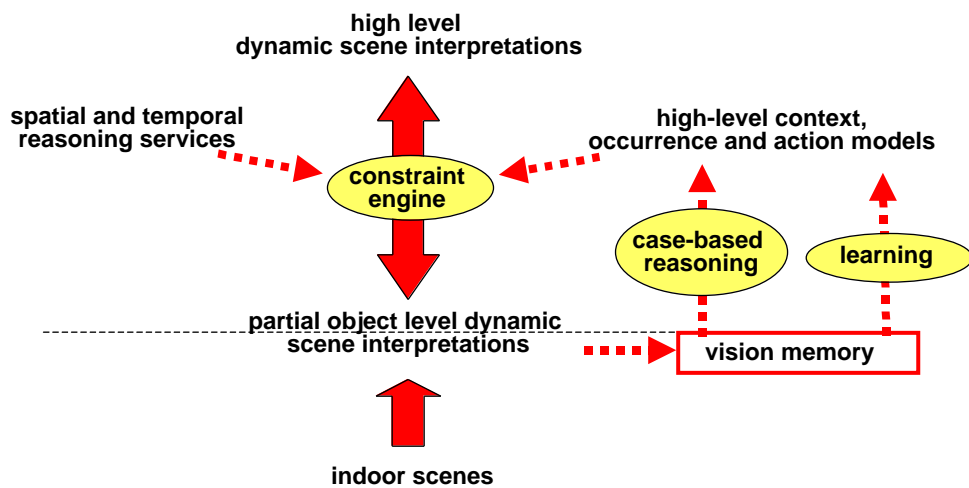 high level
dynamic scene interpretations
spatial and temporal
reasoning services
high-level context,
occurrence and action models
constraint
engine
case-based
reasoning
learning
partial object level dynamic
scene interpretations
vision memory
indoor scenes